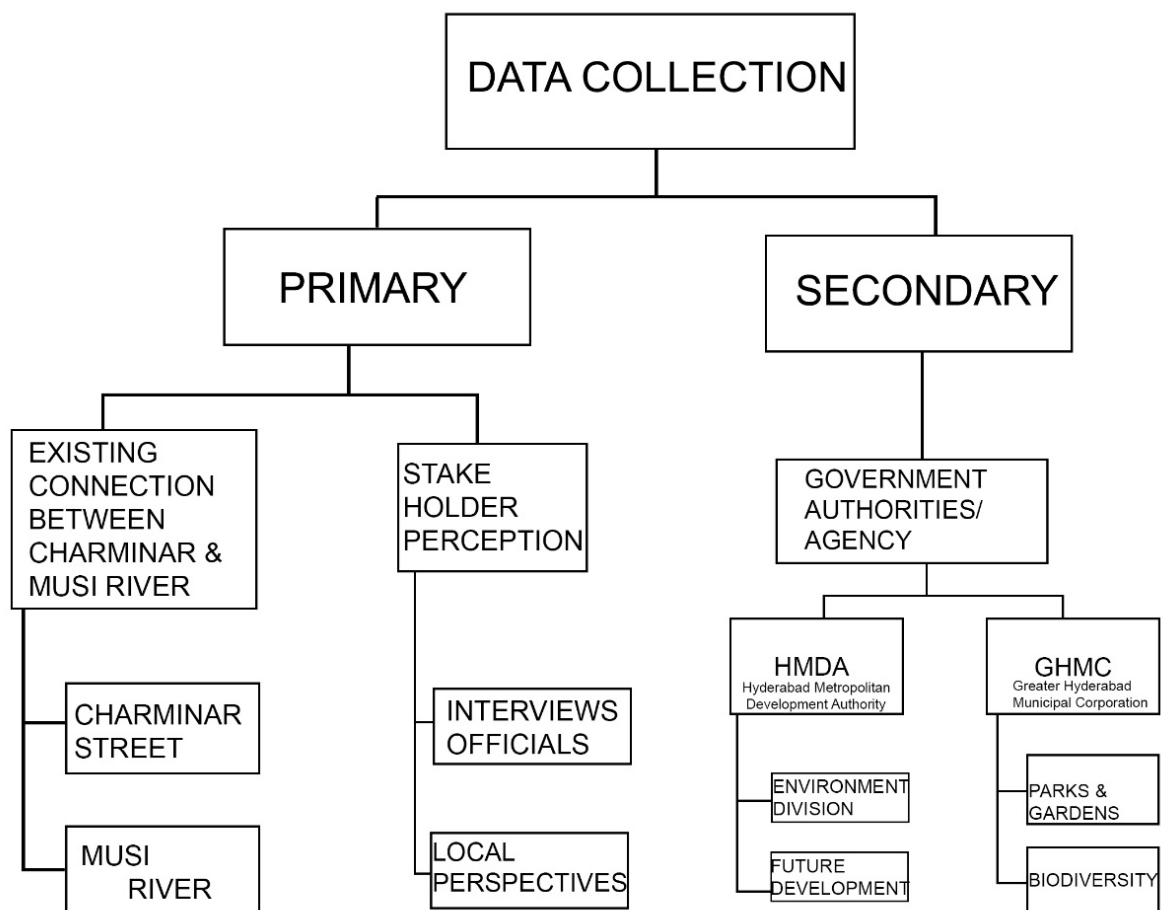 DATA COLLECTION
PRIMARY
SECONDARY
EXISTING
CONNECTION
BETWEEN
CHARMINAR &
MUSI RIVER
STAKE
HOLDER
PERCEPTION
GOVERNMENT
AUTHORITIES/
AGENCY
HMDA
Hyderabad Metropolitan
Development Authority
GHMC
Greater Hyderabad
Municipal Corporation
CHARMINAR
STREET
INTERVIEWS
OFFICIALS
ENVIRONMENT
DIVISION
PARKS &
GARDENS
MUSI
RIVER
LOCAL
PERSPECTIVES
FUTURE
DEVELOPMENT
BIODIVERSITY